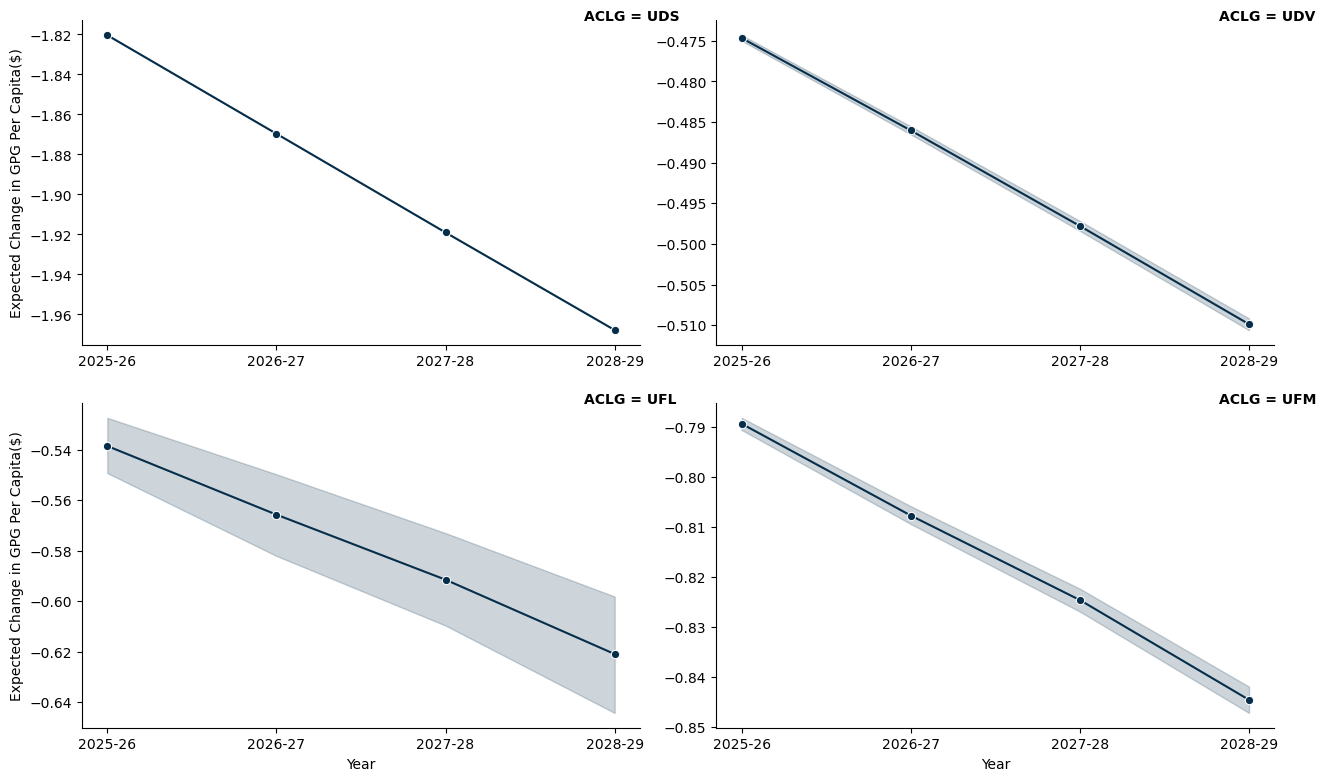 ACLG = UDS
Expected Change in GPG Per Capita($)
−1.82
−1.84
−1.86
−1.88
−1.90
−1.92
−1.94
−1.96
2025-26 2026-27 2027-28 2028-29
ACLG = UDV
−0.475
−0.480
−0.485
−0.490
−0.495
−0.500
−0.505
−0.510
2025-26 2026-27 2027-28 2028-29
ACLG = UFL
Expected Change in GPG Per Capita($)
−0.54
−0.56
−0.58
−0.60
−0.62
−0.64
2025-26 2026-27 2027-28 2028-29
Year
ACLG = UFM
−0.79
−0.80
−0.81
−0.82
−0.83
−0.84
−0.85
2025-26 2026-27 2027-28 2028-29
Year